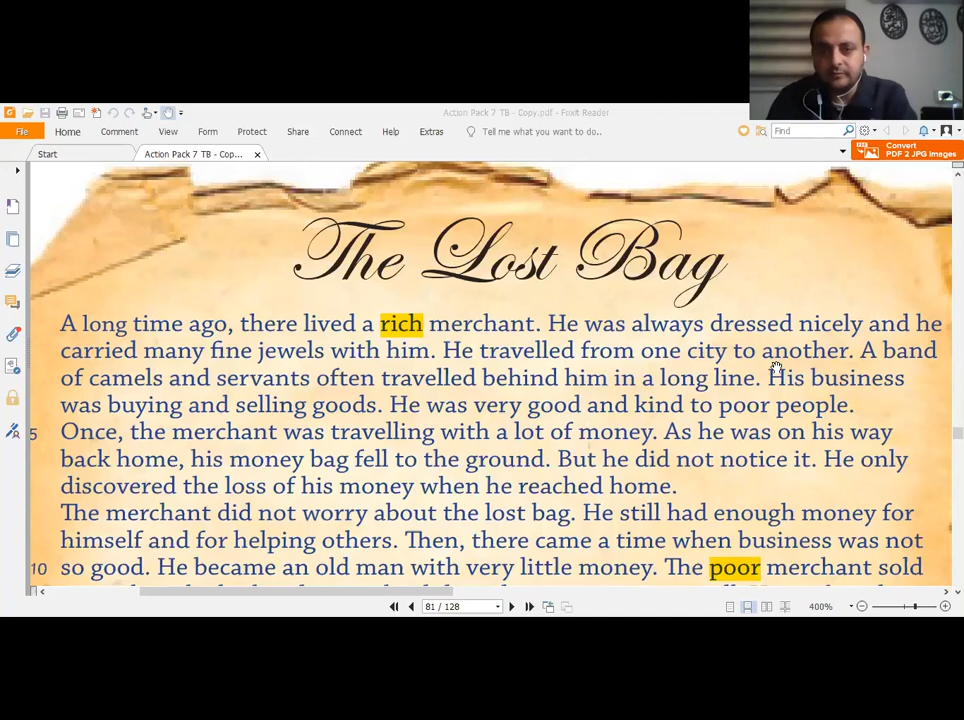 Action Pack 7 TB - Copy.pdf - Foxit Reader
File Home Comment View Form Protect Share Connect Help Extras Tell me what you want to do.. Find
Start Action Pack 7 TB - Cop...
Convert
PDF 2 JPG Images
The Lost Bag
A long time ago, there lived a rich merchant. He was always dressed nicely and he
carried many fine jewels with him. He travelled from one city to another. A band
of camels and servants often travelled behind him in a long line. His business
was buying and selling goods. He was very good and kind to poor people.
5 Once, the merchant was travelling with a lot of money. As he was on his way
back home, his money bag fell to the ground. But he did not notice it. He only
discovered the loss of his money when he reached home.
The merchant did not worry about the lost bag. He still had enough money for
himself and for helping others. Then, there came a time when business was not
10 so good. He became an old man with very little money. The poor merchant sold
81 / 128
400%